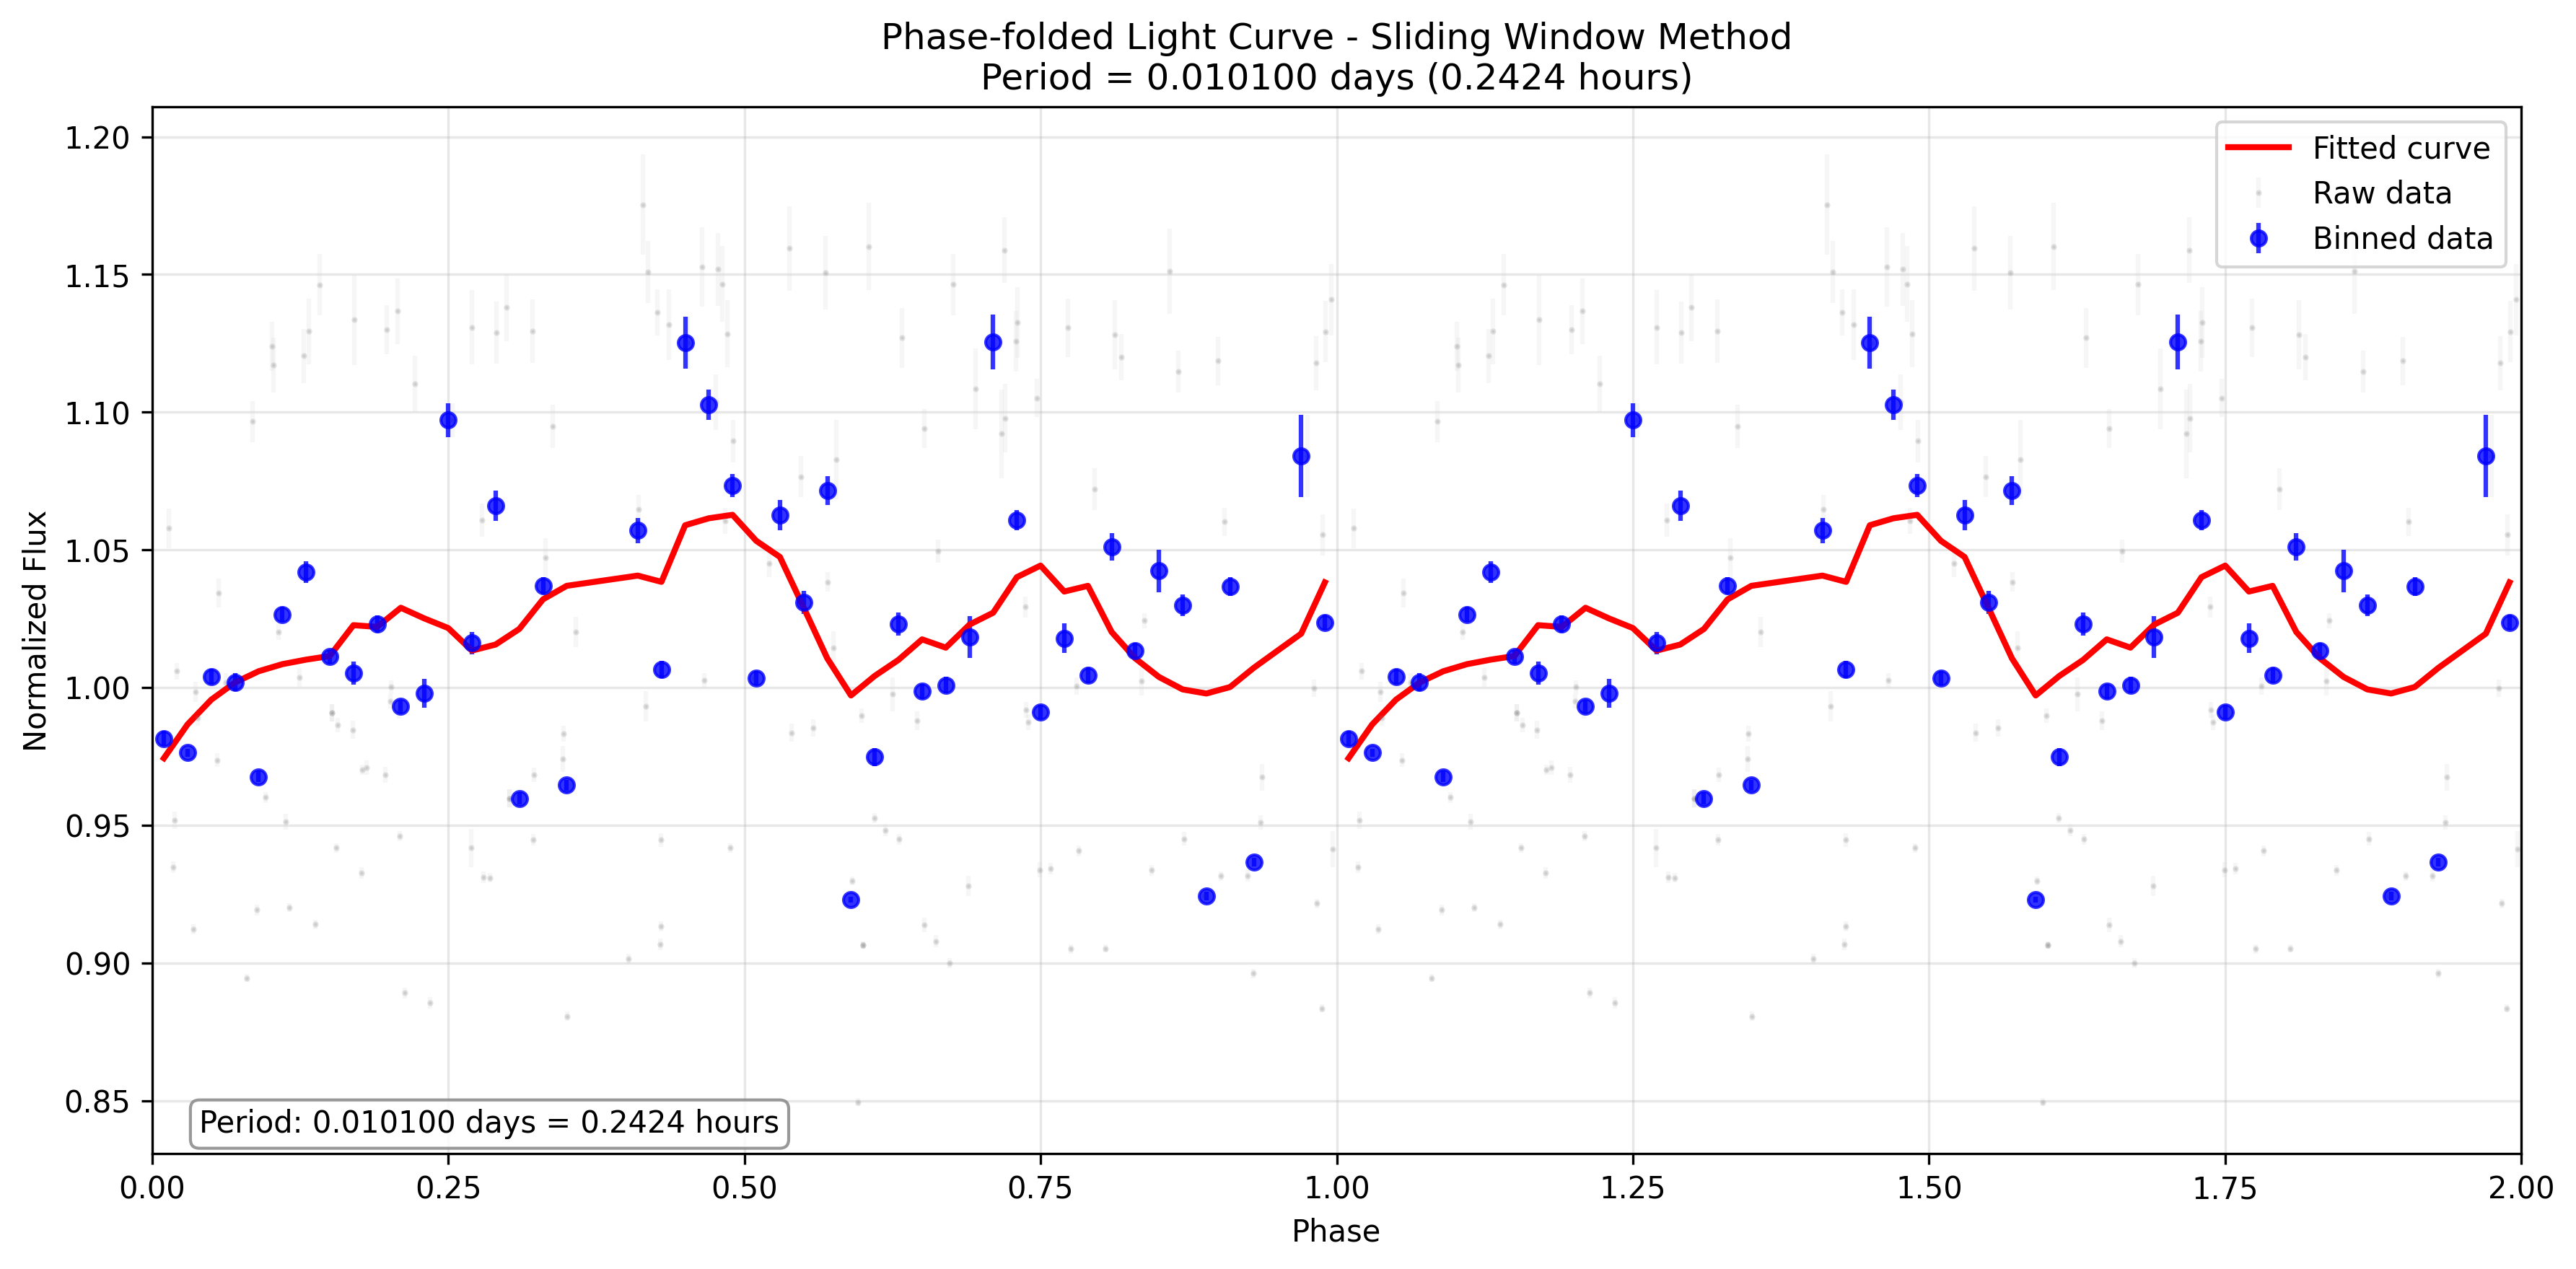 Phase-folded Light Curve - Sliding Window Method
Period = 0.010100 days (0.2424 hours)
Normalized Flux
1.20
1.15
1.10
1.05
1.00
0.95
0.90
0.85
Fitted curve
Raw data
Binned data
Period: 0.010100 days = 0.2424 hours
0.00 0.25 0.50 0.75 1.00 1.25 1.50 1.75 2.00
Phase